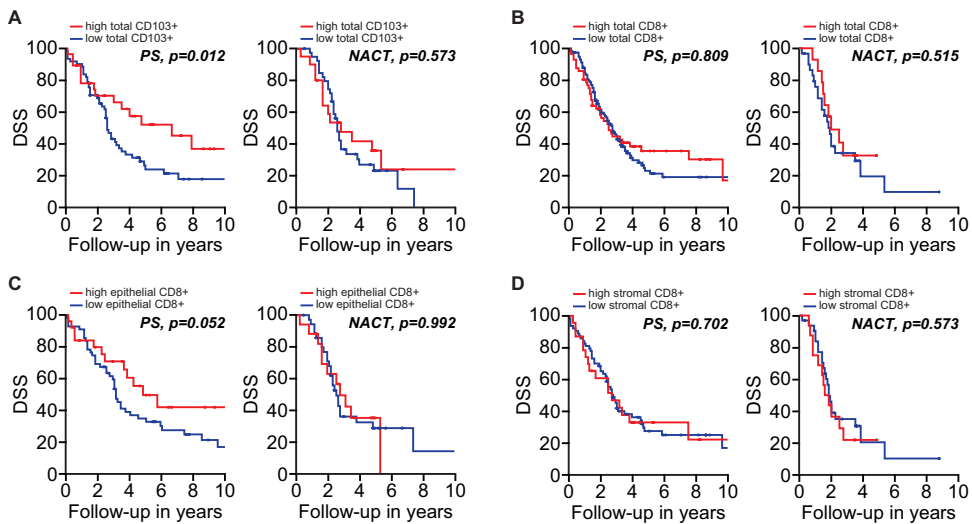 A
high total CD103+
low total CD103+
PS, p=0.012
DSS
100
80
60
40
20
0
0 2 4 6 8 10
Follow-up in years
high total CD103+
low total CD103+
NACT, p=0.573
DSS
100
80
60
40
20
0
0 2 4 6 8 10
Follow-up in years
B
high total CD8+
low total CD8+
PS, p=0.809
DSS
100
80
60
40
20
0
0 2 4 6 8 10
Follow-up in years
high total CD8+
low total CD8+
NACT, p=0.515
DSS
100
80
60
40
20
0
0 2 4 6 8 10
Follow-up in years
C
high epithelial CD8+
low epithelial CD8+
PS, p=0.052
DSS
100
80
60
40
20
0
0 2 4 6 8 10
Follow-up in years
high epithelial CD8+
low epithelial CD8+
NACT, p=0.992
DSS
100
80
60
40
20
0
0 2 4 6 8 10
Follow-up in years
D
high stromal CD8+
low stromal CD8+
PS, p=0.702
DSS
100
80
60
40
20
0
0 2 4 6 8 10
Follow-up in years
high stromal CD8+
low stromal CD8+
NACT, p=0.573
DSS
100
80
60
40
20
0
0 2 4 6 8 10
Follow-up in years